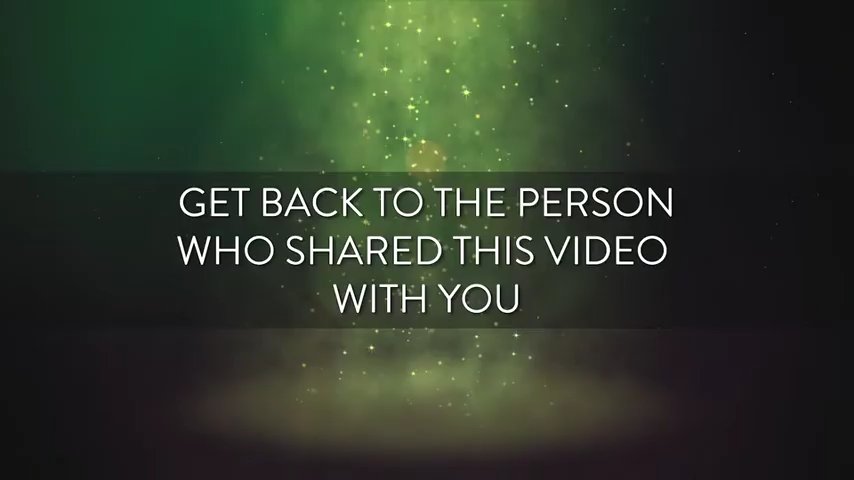 GET BACK TO THE PERSON
WHO SHARED THIS VIDEO
WITH YOU